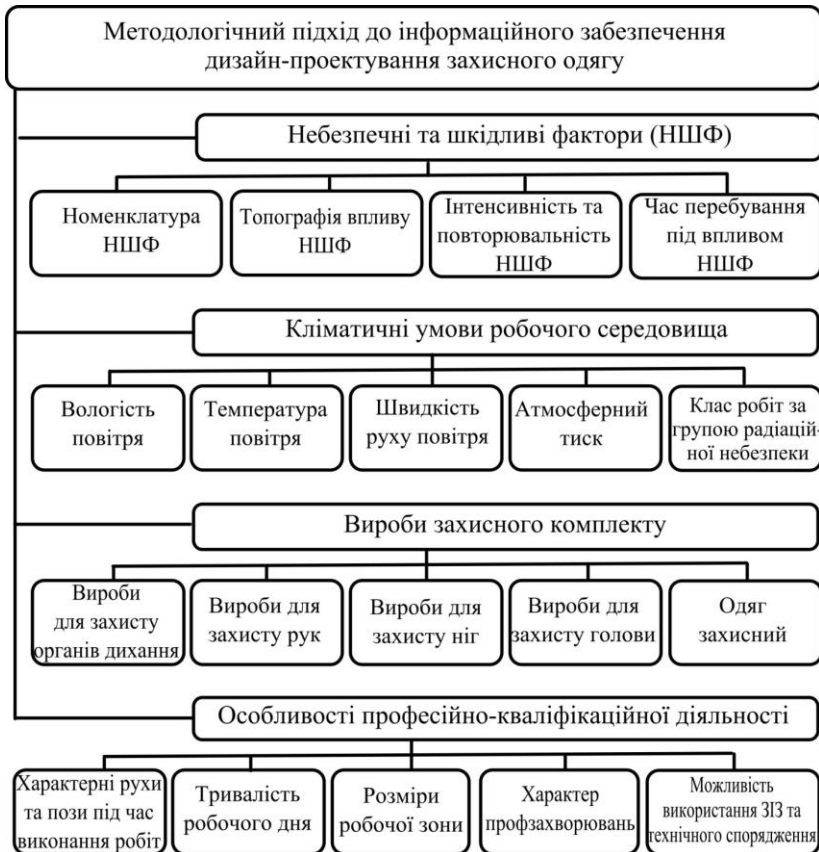 Методологічний підхід до інформаційного забезпечення
дизайн-проектування захисного одягу
Небезпечні та шкідливі фактори (НШФ)
Номенклатура
НШФ
Топографія впливу
НШФ
Інтенсивність та
повторювальність
НШФ
Час перебування
під впливом
НШФ
Кліматичні умови робочого середовища
Вологість
повітря
Температура
повітря
Швидкість
руху повітря
Атмосферний
тиск
Клас робіт за
групою радіацій-
ної небезпеки
Вироби захисного комплекту
Вироби
для захисту
органів дихання
Вироби для
захисту рук
Вироби для
захисту ніг
Вироби для
захисту голови
Одяг
захисний
Особливості професійно-кваліфікаційної діяльності
Характерні рухи
та пози під час
виконання робіт
Тривалість
робочого дня
Розміри
робочої зони
Характер
профзахворювань
Можливість
використання ЗІЗ та
технічного спорядження